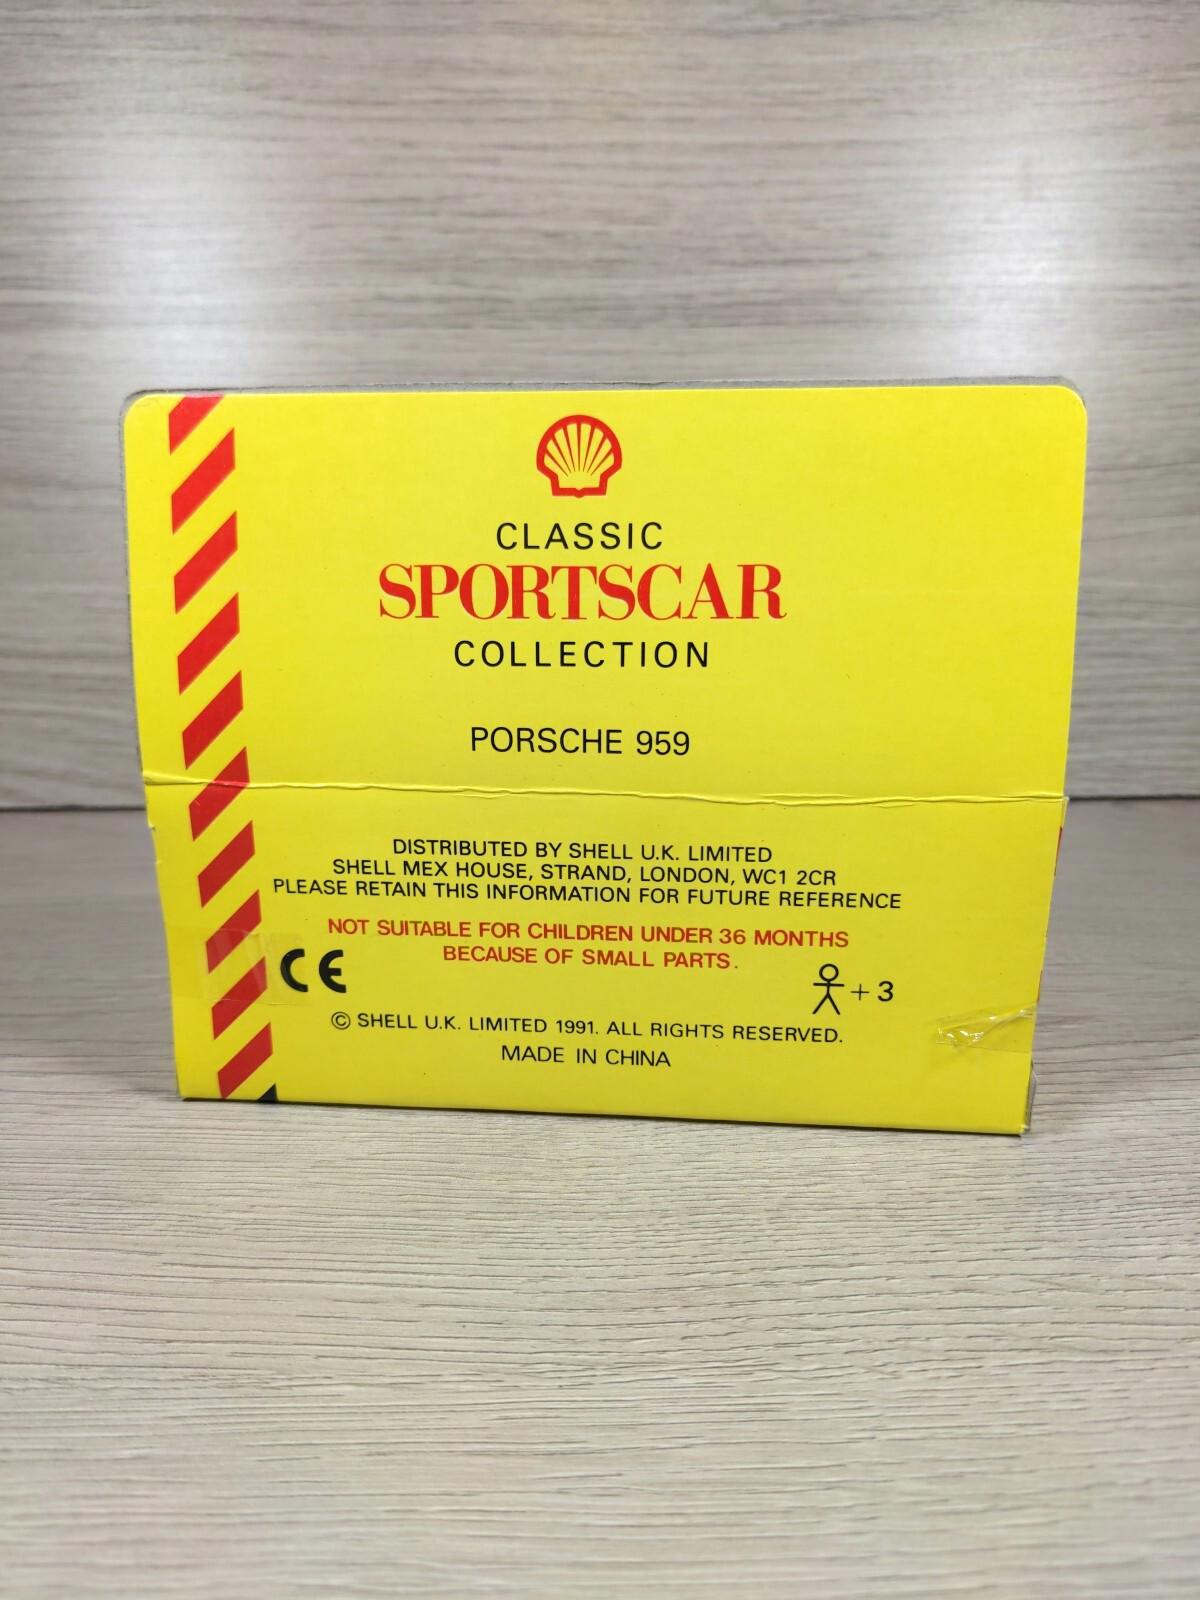 CLASSIC
SPORTSCAR
COLLECTION
PORSCHE 959
DISTRIBUTED BY SHELL U.K. LIMITED
SHELL MEX HOUSE, STRAND, LONDON, WC1 2CR
PLEASE RETAIN THIS INFORMATION FOR FUTURE REFERENCE
NOT SUITABLE FOR CHILDREN UNDER 36 MONTHS
BECAUSE OF SMALL PARTS.
CE
+ 3
© SHELL U.K. LIMITED 1991. ALL RIGHTS RESERVED.
MADE IN CHINA